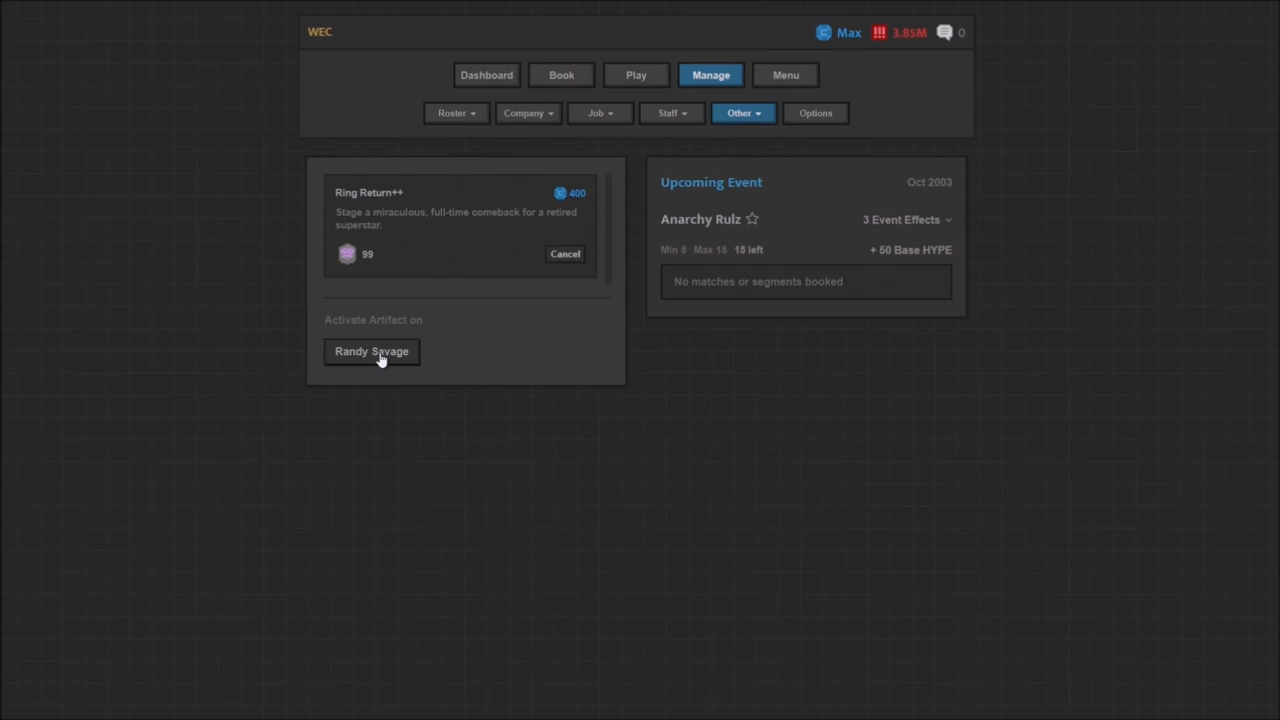 WEC
Max 3.85M 0
Dashboard Book Play Manage Menu
Roster Company Job Staff Other Options
Ring Return++ 400
Stage a miraculous, full-time comeback for a retired
superstar.
99 Cancel
Activate Artifact on
Randy Savage
Upcoming Event Oct 2003
Anarchy Rulz 3 Event Effects
Min 5 Max 15 15 left + 50 Base HYPE
No matches or segments booked